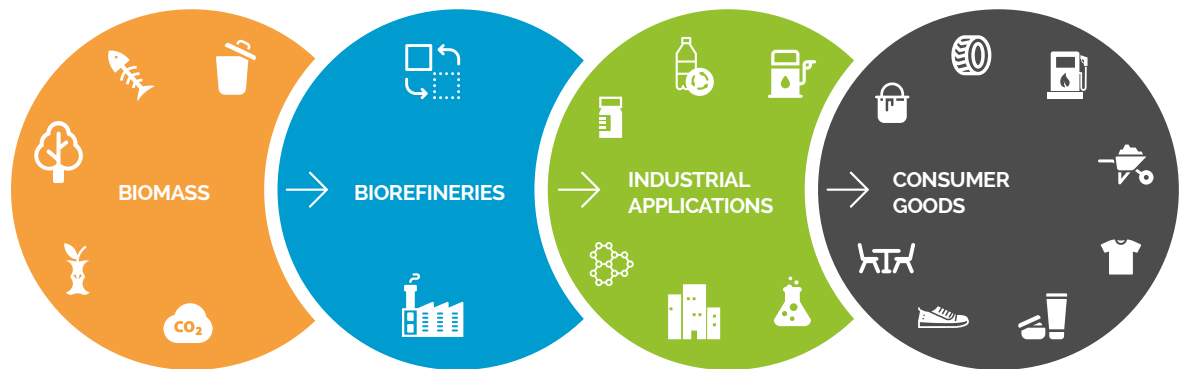 BIOMASS
CO₂
BIOREFINERIES
INDUSTRIAL
APPLICATIONS
CONSUMER
GOODS